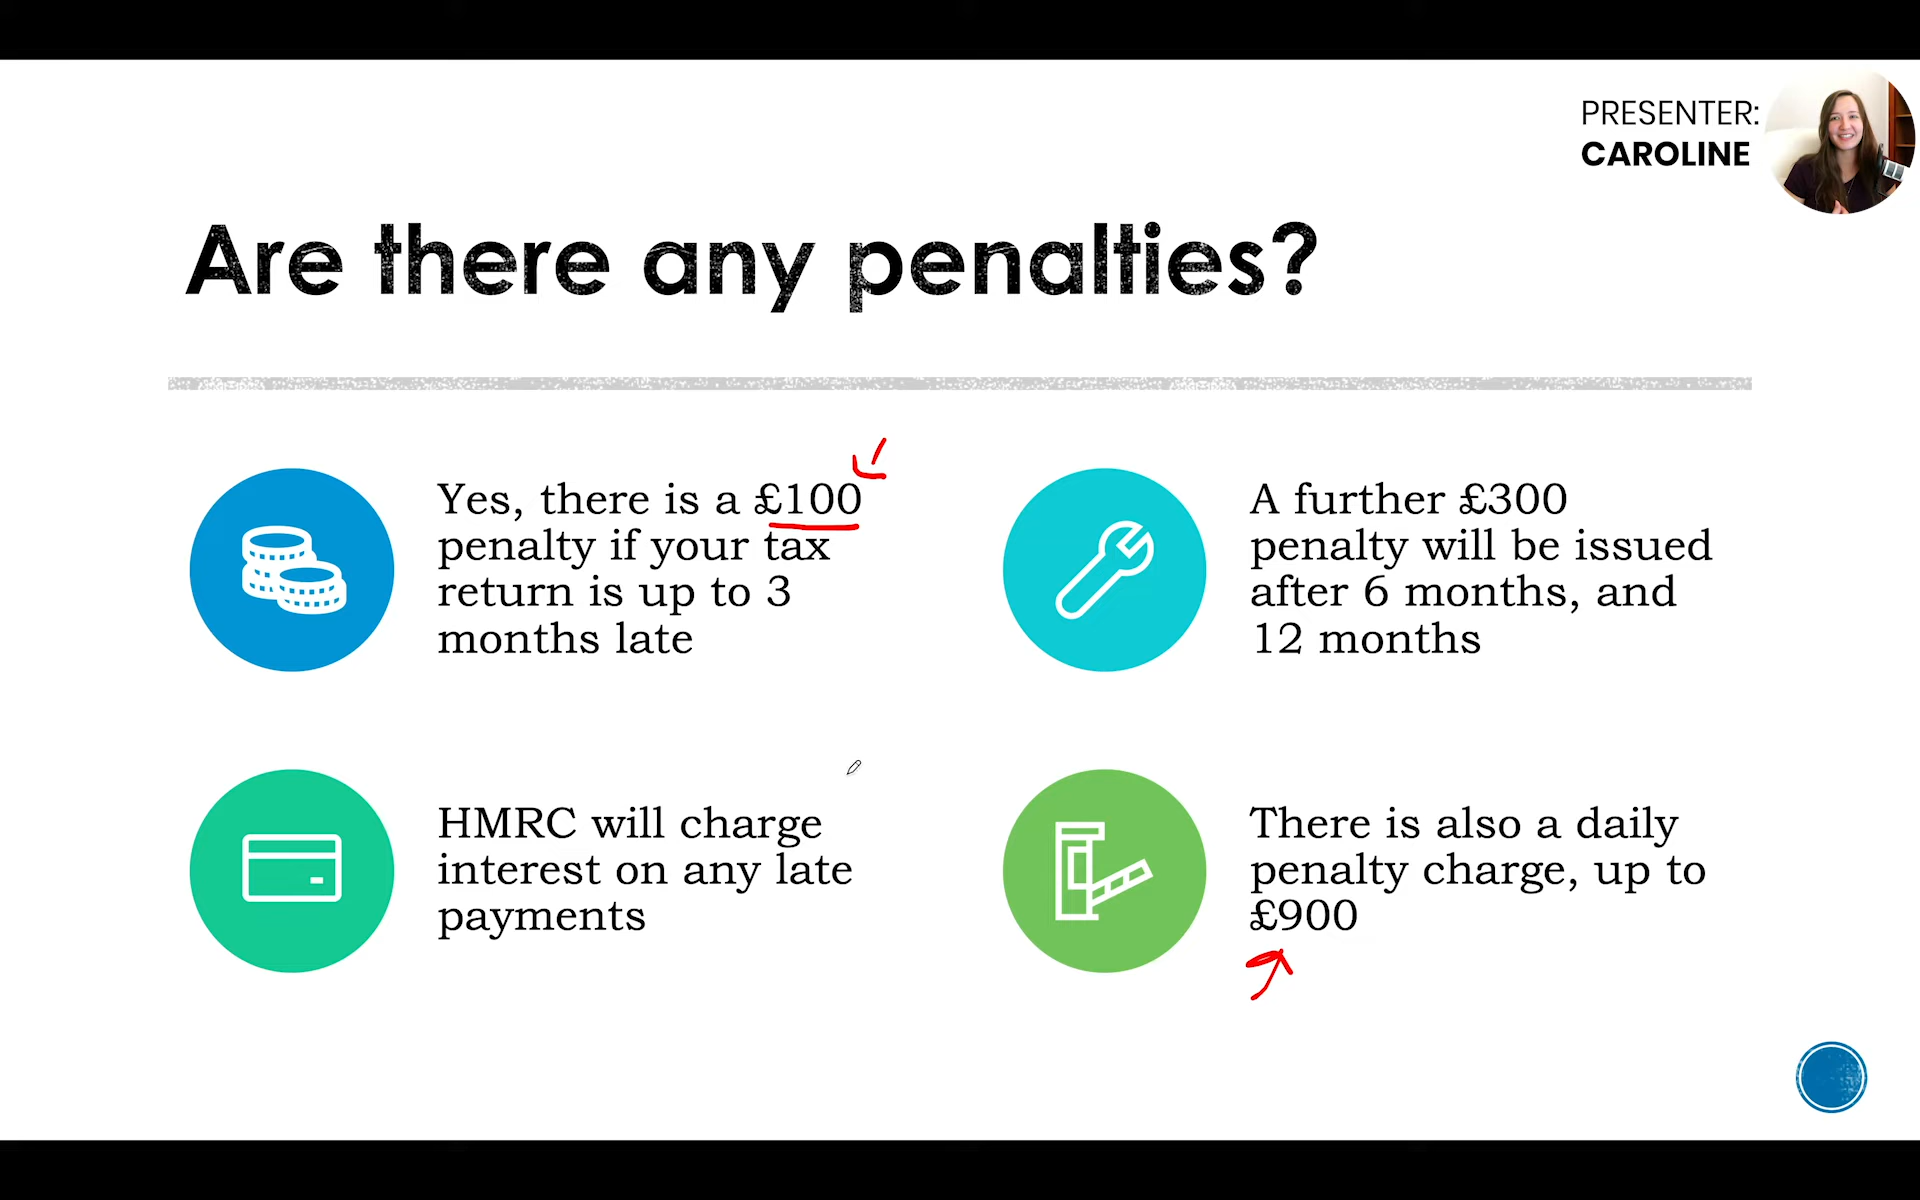 PRESENTER:
CAROLINE
Are there any penalties?
Yes, there is a £100
penalty if your tax
return is up to 3
months late
A further £300
penalty will be issued
after 6 months, and
12 months
HMRC will charge
interest on any late
payments
There is also a daily
penalty charge, up to
£900